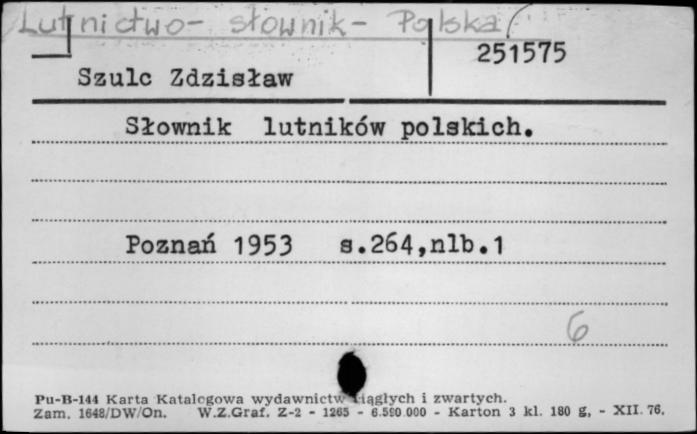 Lutnictwo - słownik - Polska
251575
Szulc Zdzisław
Słownik lutników polskich.
Poznań 1953 s.264,nlb.1
6
Pu-B-144 Karta Katalogowa wydawnictw ciągłych i zwartych.
Zam. 1648/DW/On. W.Z.Graf. Z-2 - 1265 - 6.580.000 - Karton 3 kl. 180 g, - XII. 76.